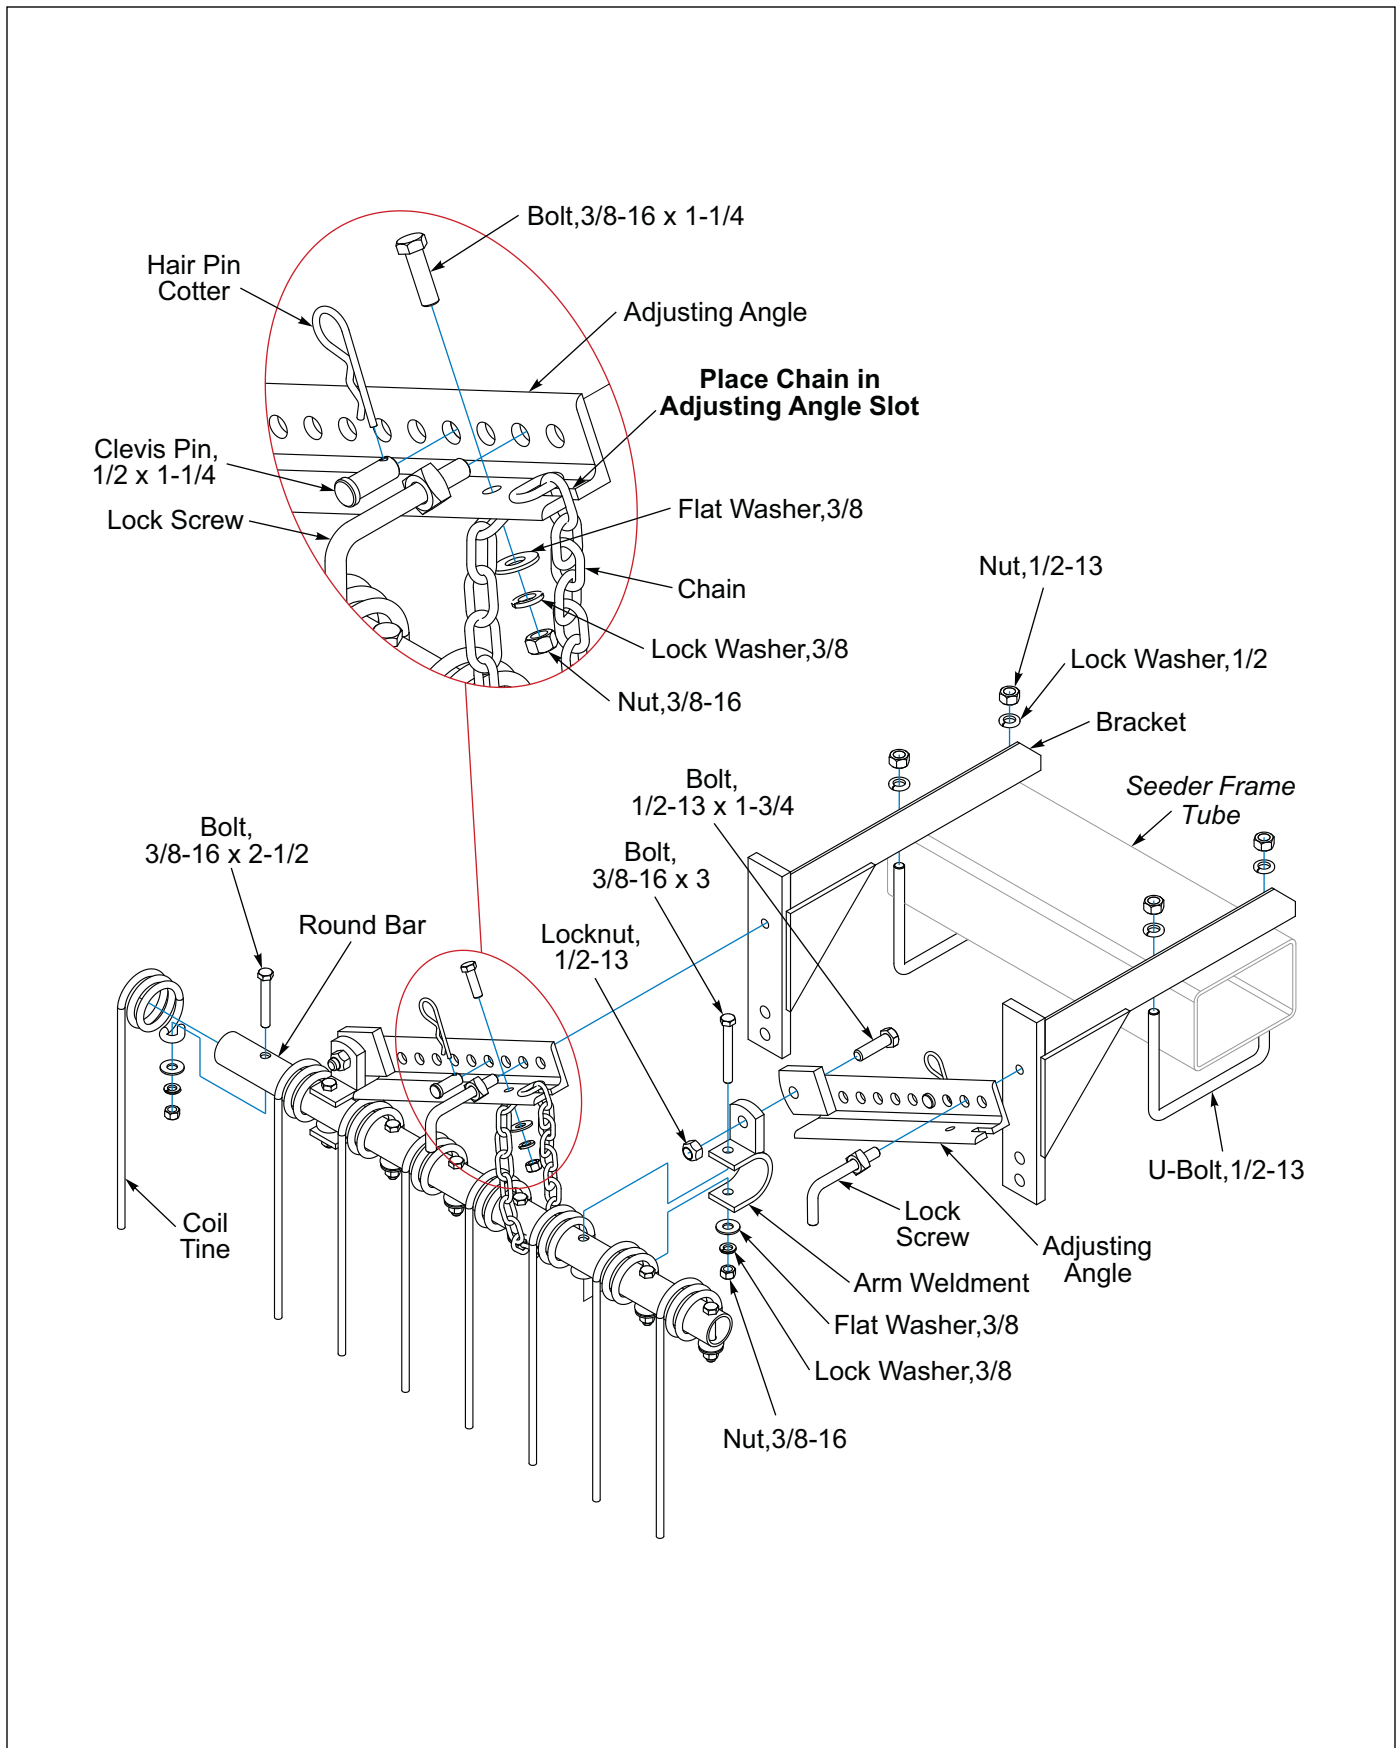 Bolt,3/8-16 x 1-1/4
Hair Pin
Cotter
Adjusting Angle
Place Chain in
Adjusting Angle Slot
Clevis Pin,
1/2 x 1-1/4
Lock Screw
Flat Washer,3/8
Chain
Lock Washer,3/8
Nut,3/8-16
Nut,1/2-13
Lock Washer,1/2
Bracket
Seeder Frame
Tube
Bolt,
1/2-13 x 1-3/4
Bolt,
3/8-16 x 3
Bolt,
3/8-16 x 2-1/2
Round Bar
Locknut,
1/2-13
Coil
Tine
U-Bolt,1/2-13
Lock
Screw
Adjusting
Angle
Arm Weldment
Flat Washer,3/8
Lock Washer,3/8
Nut,3/8-16